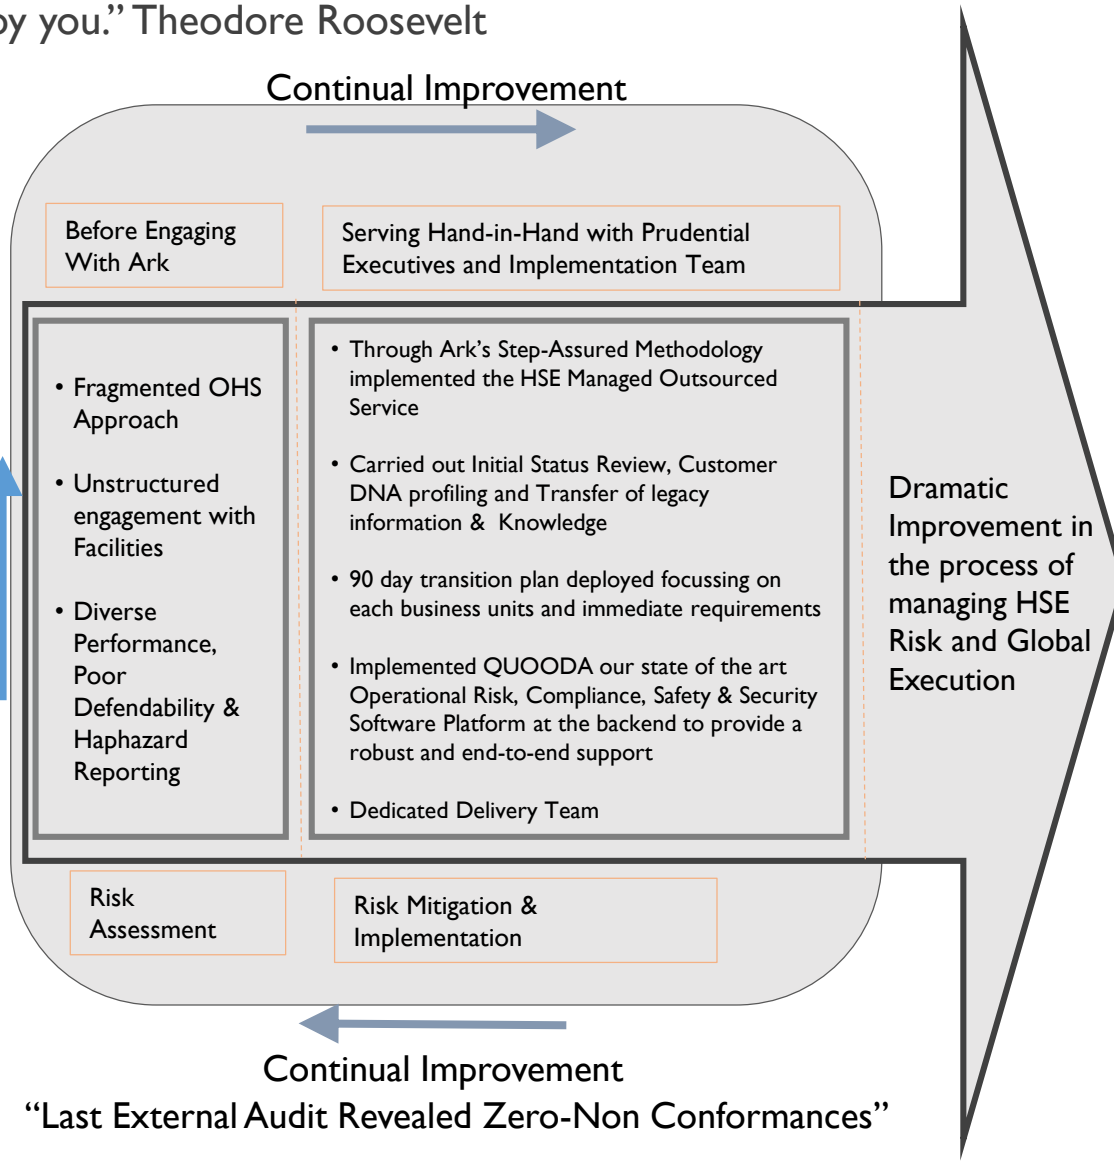 by you.” Theodore Roosevelt
Continual Improvement
Before Engaging
With Ark
Serving Hand-in-Hand with Prudential
Executives and Implementation Team
• Fragmented OHS
Approach
• Unstructured
engagement with
Facilities
• Diverse
Performance,
Poor
Defendability &
Haphazard
Reporting
• Through Ark’s Step-Assured Methodology
implemented the HSE Managed Outsourced
Service
• Carried out Initial Status Review, Customer
DNA profiling and Transfer of legacy
information & Knowledge
• 90 day transition plan deployed focussing on
each business units and immediate requirements
• Implemented QUOODA our state of the art
Operational Risk, Compliance, Safety & Security
Software Platform at the backend to provide a
robust and end-to-end support
• Dedicated Delivery Team
Dramatic
Improvement in
the process of
managing HSE
Risk and Global
Execution
Risk
Assessment
Risk Mitigation &
Implementation
Continual Improvement
“Last External Audit Revealed Zero-Non Conformances”